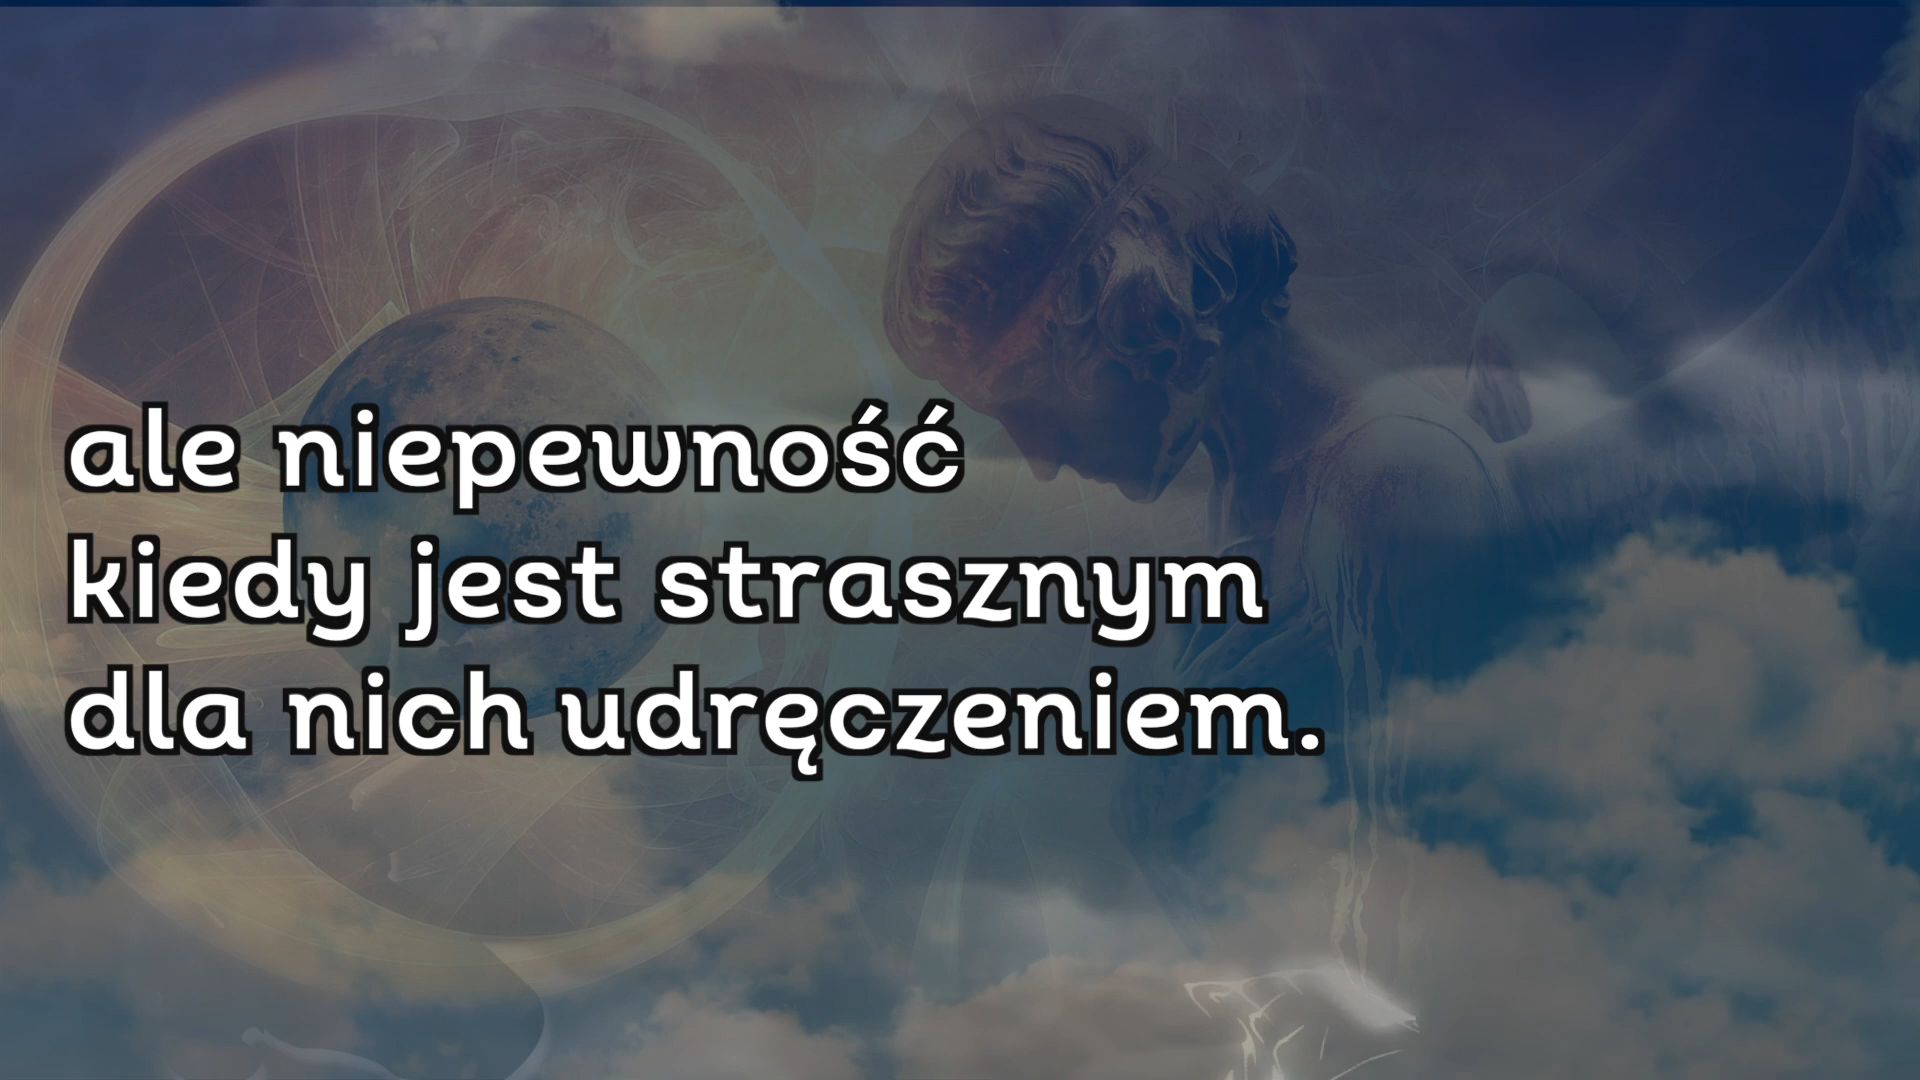 ale niepewność
kiedy jest strasznym
dla nich udręczeniem.